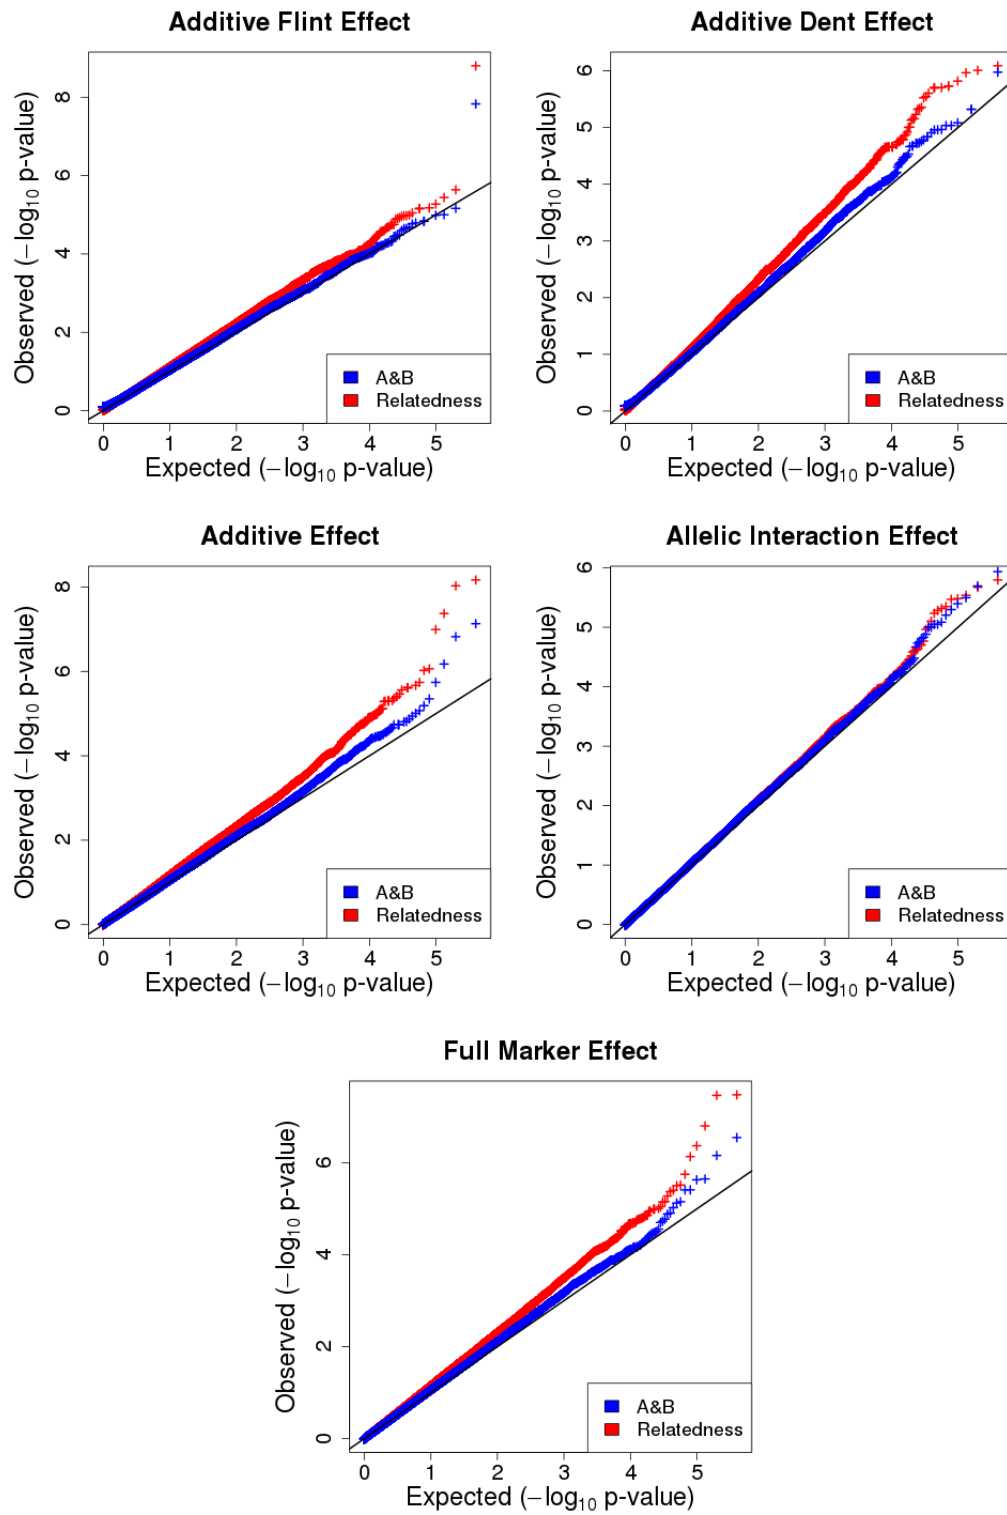 Additive Flint Effect
Observed (−log10 p-value)
8
6
4
2
0
A&B
Relatedness
0 1 2 3 4 5
Expected (−log10 p-value)
Additive Dent Effect
Observed (−log10 p-value)
6
5
4
3
2
1
0
A&B
Relatedness
0 1 2 3 4 5
Expected (−log10 p-value)
Additive Effect
Observed (−log10 p-value)
8
6
4
2
0
A&B
Relatedness
0 1 2 3 4 5
Expected (−log10 p-value)
Allelic Interaction Effect
Observed (−log10 p-value)
6
5
4
3
2
1
0
A&B
Relatedness
0 1 2 3 4 5
Expected (−log10 p-value)
Full Marker Effect
Observed (−log10 p-value)
6
4
2
0
A&B
Relatedness
0 1 2 3 4 5
Expected (−log10 p-value)